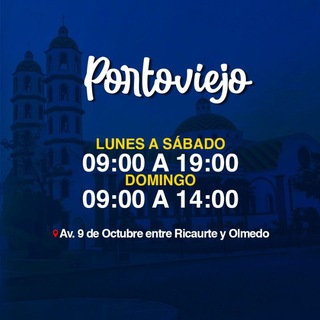 Portoviejo
LUNES A SÁBADO
09:00 A 19:00
DOMINGO
09:00 A 14:00
Av. 9 de Octubre entre Ricaurte y Olmedo